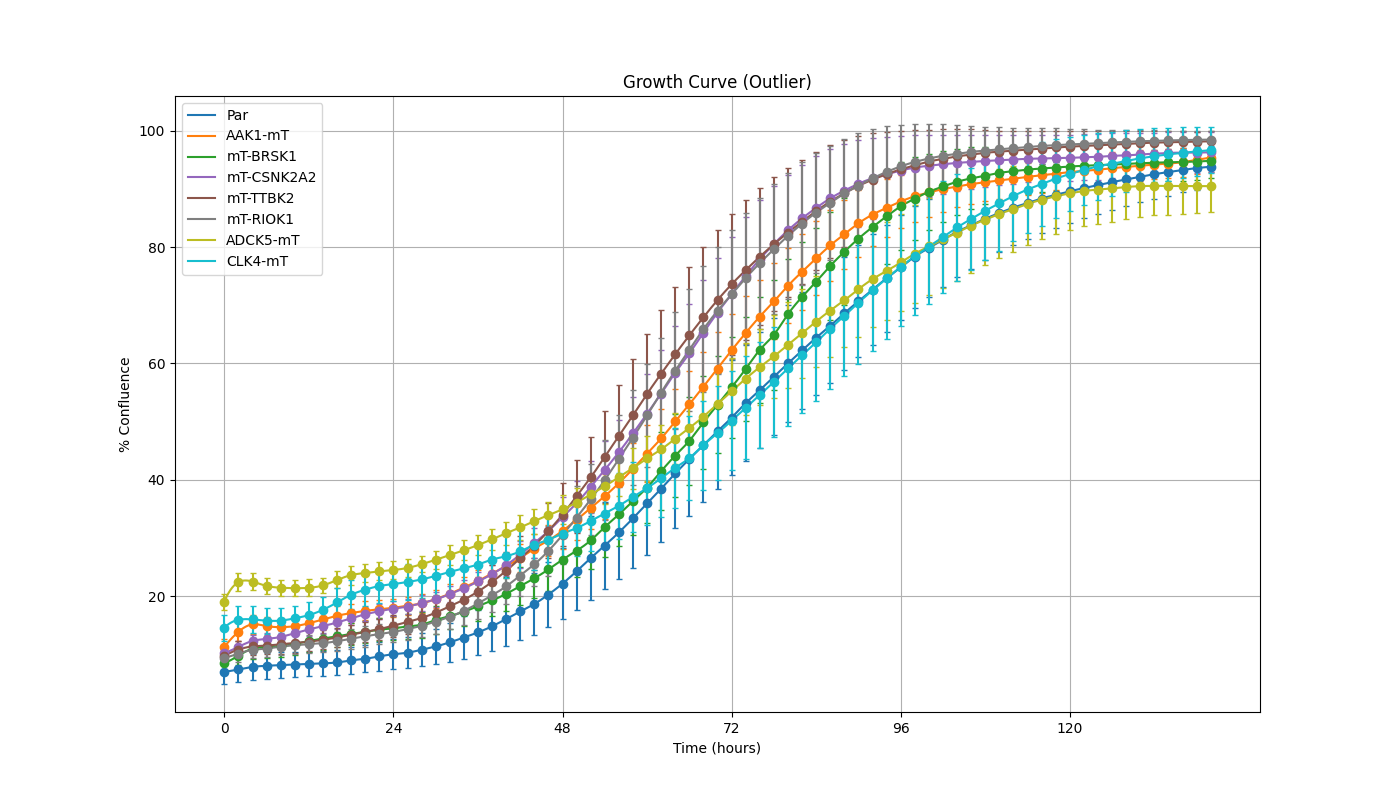 Growth Curve (Outlier)
Par
AAK1-mT
mT-BRSK1
mT-CSNK2A2
mT-TTBK2
mT-RIOK1
ADCK5-mT
CLK4-mT
100
80
60
40
20
% Confluence
0 24 48 72 96 120
Time (hours)